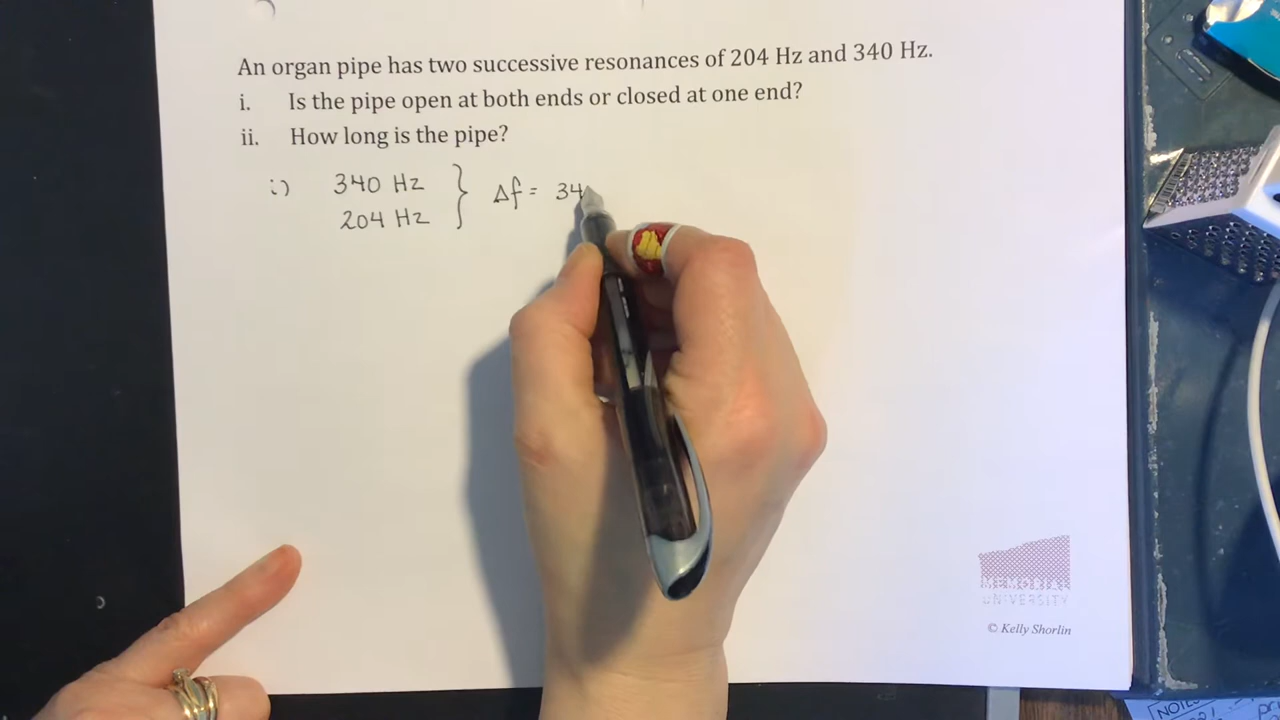 An organ pipe has two successive resonances of 204 Hz and 340 Hz.
i. Is the pipe open at both ends or closed at one end?
ii. How long is the pipe?
i) 340 Hz } Δf = 34
204 Hz
MEMORIAL
UNIVERSITY
© Kelly Shorlin
NOTES